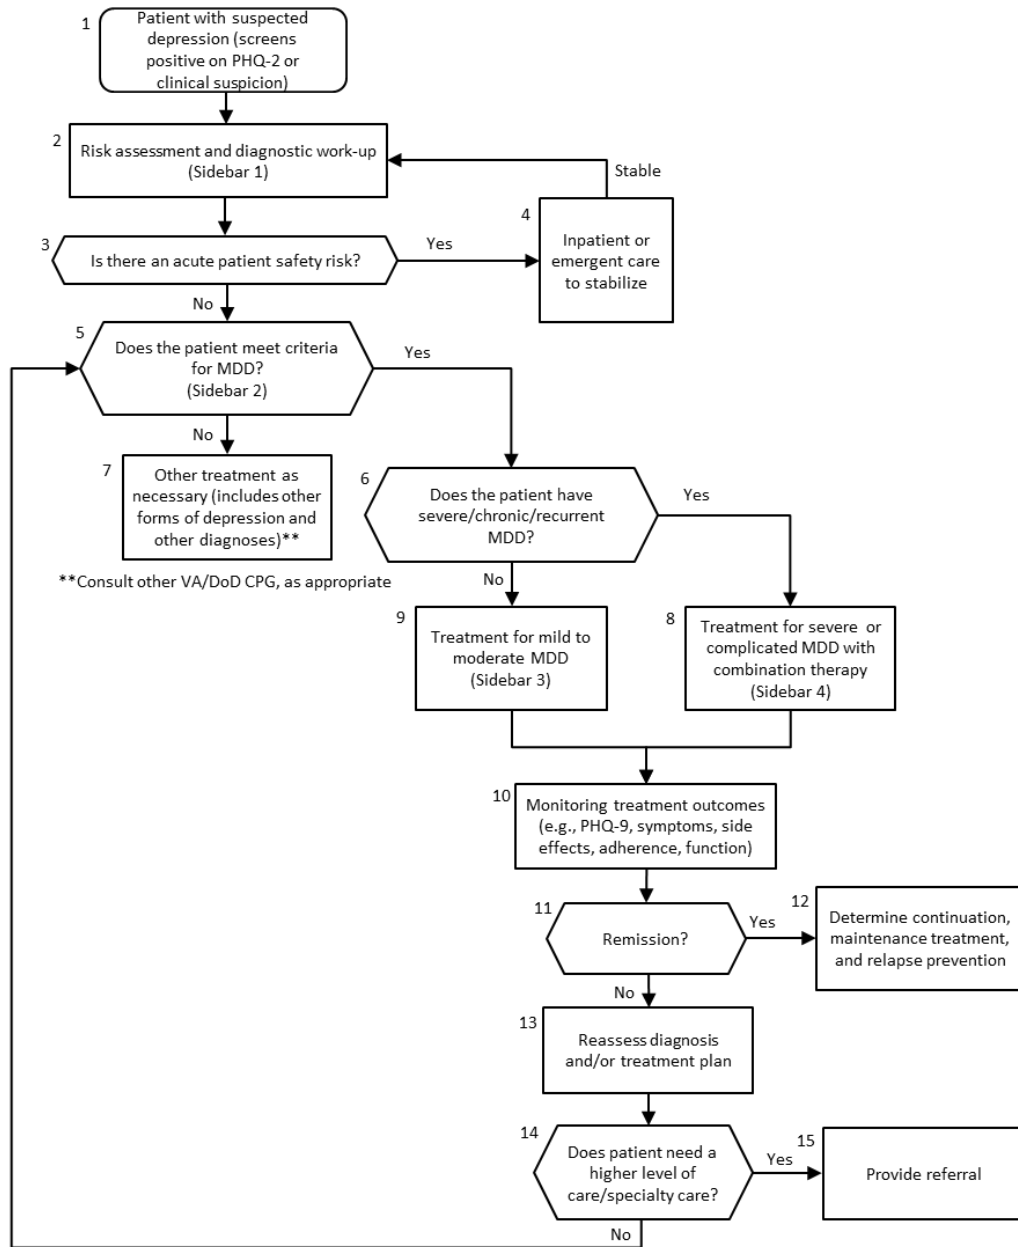 1
Patient with suspected
depression (screens
positive on PHQ-2 or
clinical suspicion)
2
Risk assessment and diagnostic work-up
(Sidebar 1)
Stable
3
Is there an acute patient safety risk?
Yes
4
Inpatient or
emergent care
to stabilize
No
5
Does the patient meet criteria
for MDD?
(Sidebar 2)
Yes
No
7
Other treatment as
necessary (includes other
forms of depression and
other diagnoses)**
**Consult other VA/DoD CPG, as appropriate
6
Does the patient have
severe/chronic/recurrent
MDD?
Yes
No
9
Treatment for mild to
moderate MDD
(Sidebar 3)
8
Treatment for severe or
complicated MDD with
combination therapy
(Sidebar 4)
10
Monitoring treatment outcomes
(e.g., PHQ-9, symptoms, side
effects, adherence, function)
11
Remission?
Yes
12
Determine continuation,
maintenance treatment,
and relapse prevention
No
13
Reassess diagnosis
and/or treatment plan
14
Does patient need a
higher level of
care/specialty care?
Yes
15
Provide referral
No